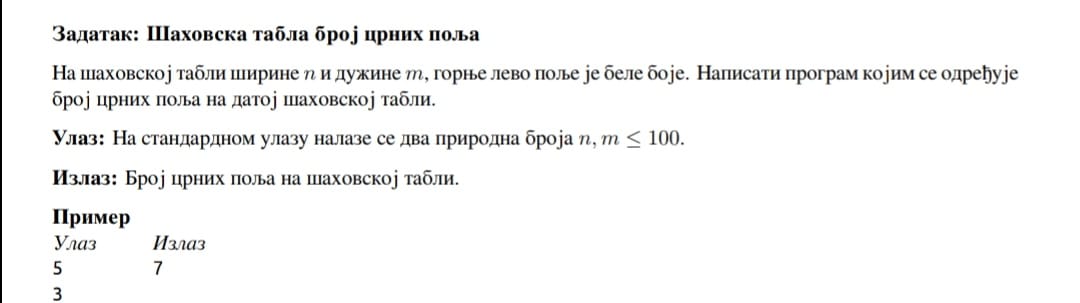 Задатак: Шаховска табла број црних поља
На шаховској табли ширине n и дужине m, горње лево поље је беле боје. Написати програм којим се одређује
број црних поља на датој шаховској табли.
Улаз: На стандардном улазу налазе се два природна броја n, m ≤ 100.
Излаз: Број црних поља на шаховској табли.
Пример
Улаз Излаз
5 7
3